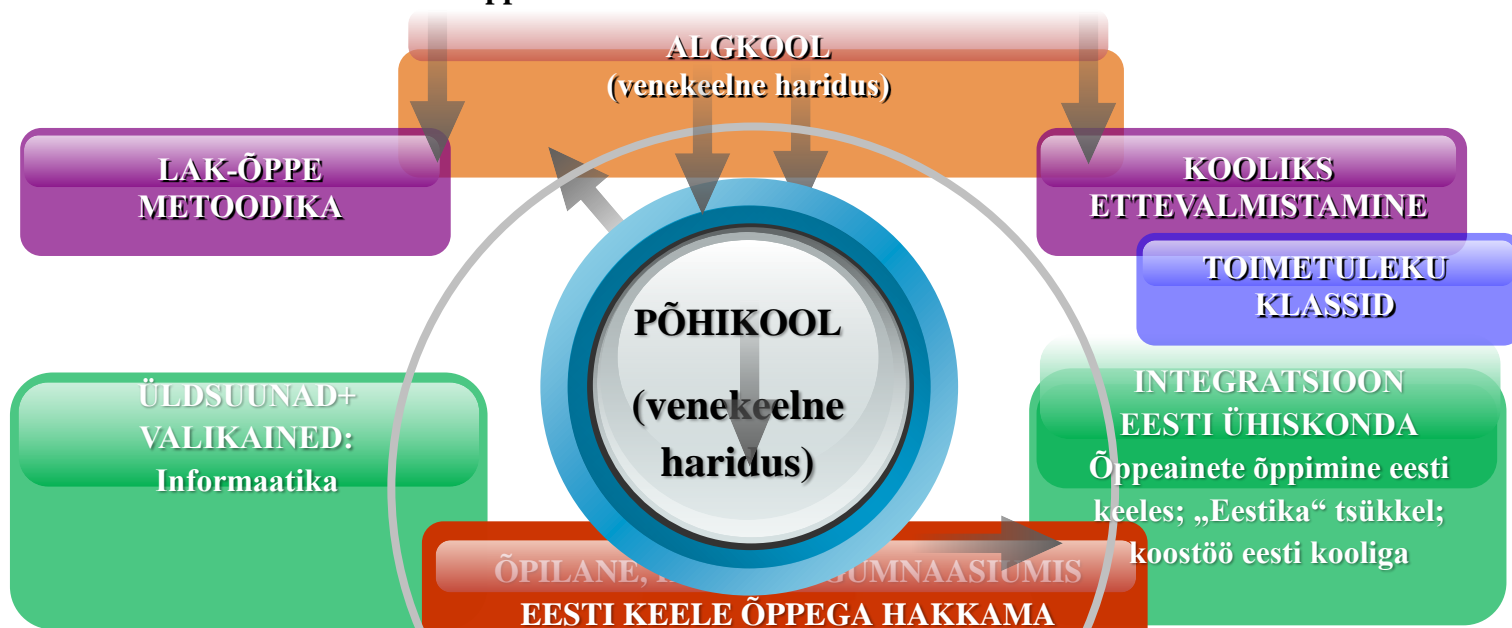 ALGKOOL
(venekeelne haridus)
LAK-ÕPPE
METOODIKA
KOOLIKS
ETTEVALMISTAMINE
TOIMETULEKU
KLASSID
PÕHIKOOL
(venekeelne
haridus)
ÜLDSUUNAD+
VALIKAINED:
Informaatika
INTEGRATSIOON
EESTI ÜHISKONDA
Õppeainete õppimine eesti
keeles; „Eestika“ tsükkel;
koostöö eesti kooliga
ÕPILANE, GUMNAASIUMIS
EESTI KEELE ÕPPEGA HAKKAMA